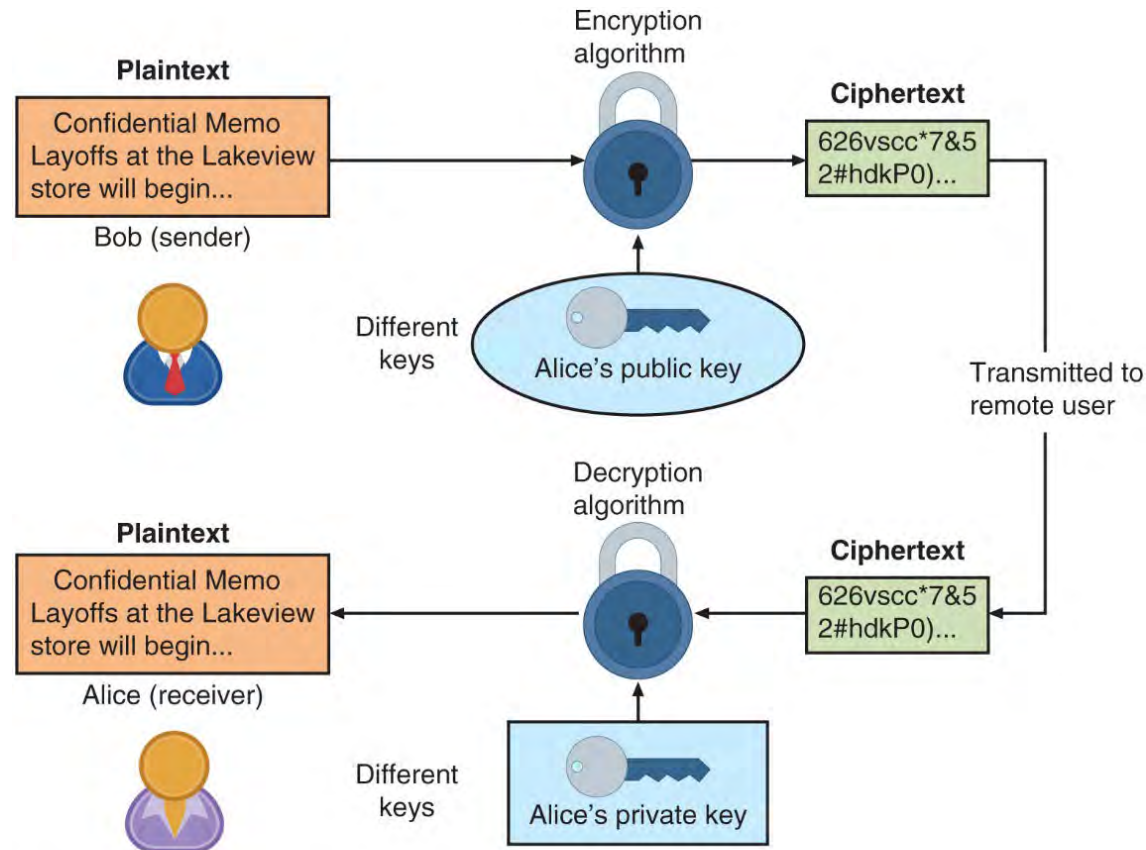 Encryption
algorithm
Plaintext
Confidential Memo
Layoffs at the Lakeview
store will begin...
Bob (sender)
Ciphertext
626vscc*7&5
2#hdkP0)...
Different
keys
Alice's public key
Transmitted to
remote user
Decryption
algorithm
Plaintext
Confidential Memo
Layoffs at the Lakeview
store will begin...
Alice (receiver)
Ciphertext
626vscc*7&5
2#hdkP0)...
Different
keys
Alice's private key